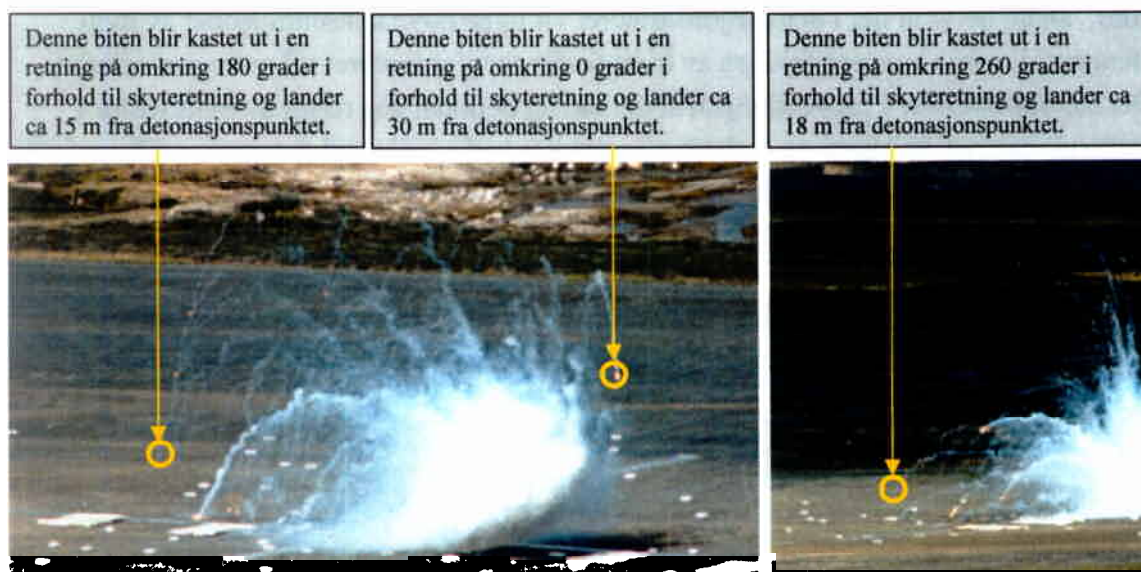 Denne biten blir kastet ut i en
retning på omkring 180 grader i
forhold til skyteretning og lander
ca 15 m fra detonasjonspunktet.
Denne biten blir kastet ut i en
retning på omkring 0 grader i
forhold til skyteretning og lander
ca 30 m fra detonasjonspunktet.
Denne biten blir kastet ut i en
retning på omkring 260 grader i
forhold til skyteretning og lander ca
18 m fra detonasjonspunktet.